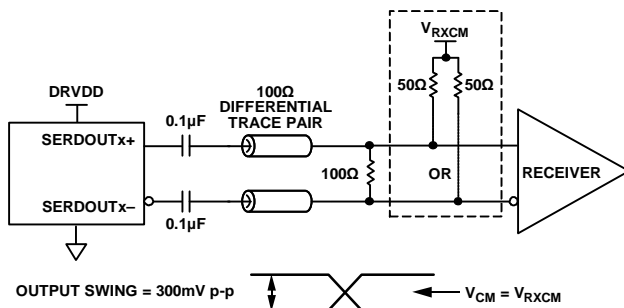 V_RXCM
DRVDD
100Ω
DIFFERENTIAL
TRACE PAIR
50Ω
50Ω
0.1µF
SERDOUTx+
100Ω
OR
RECEIVER
SERDOUTx–
0.1µF
OUTPUT SWING = 300mV p-p
V_CM = V_RXCM